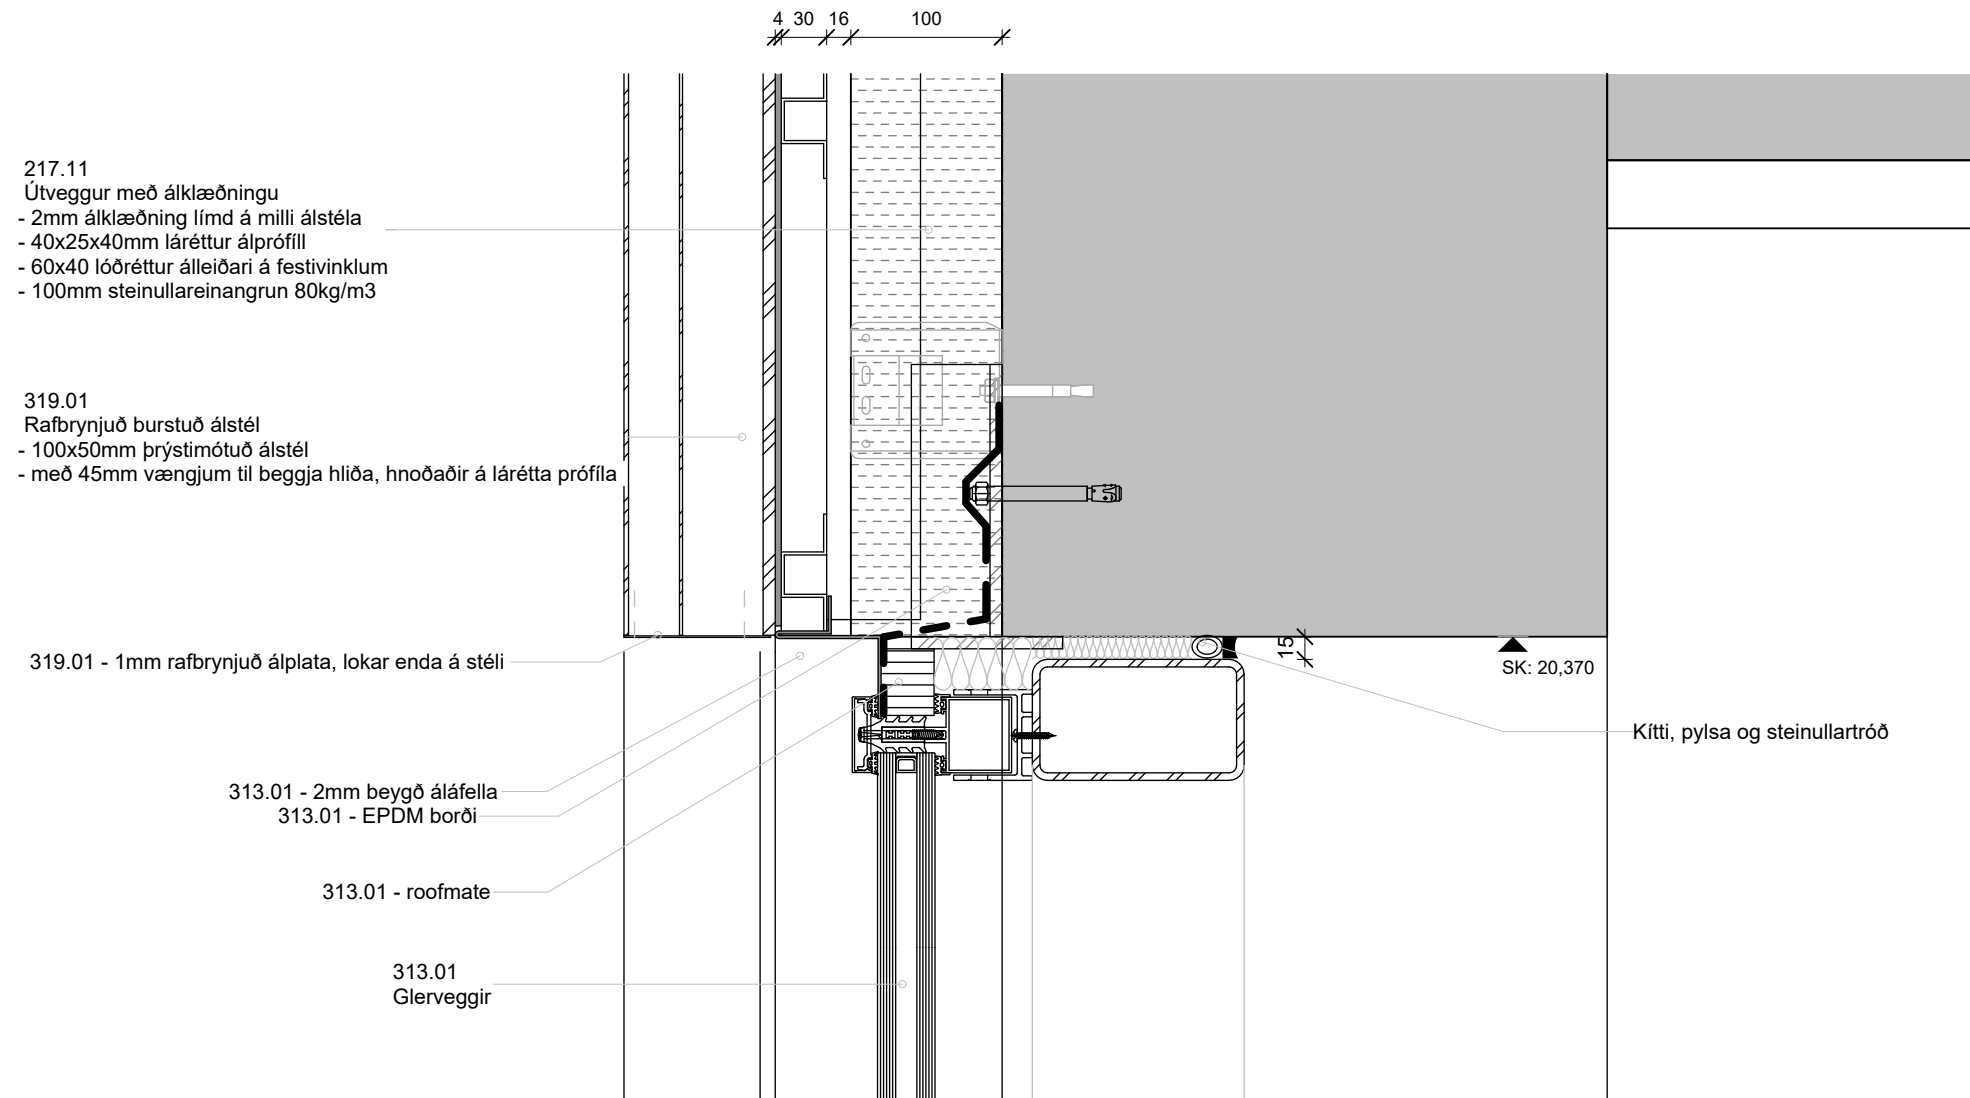 4 30 16 100
217.11
Útveggur með álklæðningu
- 2mm álklæðning límd á milli álstéla
- 40x25x40mm láréttur álprófíll
- 60x40 lóðréttur álleiðari á festivinklum
- 100mm steinullareinangrun 80kg/m3
319.01
Rafbrynjuð burstuð álstél
- 100x50mm þrýstimótuð álstél
- með 45mm vængjum til beggja hliða, hnoðaðir á lárétta prófíla
15
319.01 - 1mm rafbrynjuð álplata, lokar enda á stéli
SK: 20,370
Kítti, pylsa og steinullartróð
313.01 - 2mm beygð áláfella
313.01 - EPDM borði
313.01 - roofmate
313.01
Glerveggir